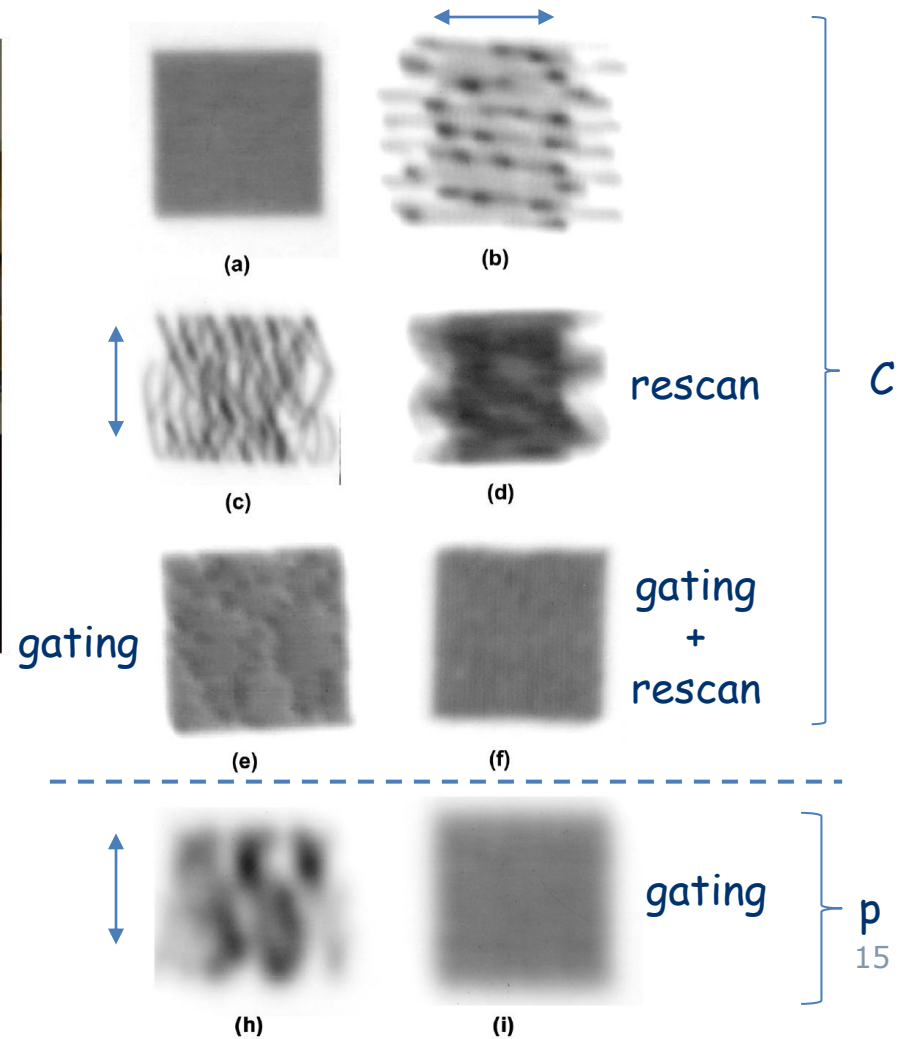 (a)
(b)
(c)
(d)
rescan
C
gating
(e)
(f)
gating
+
rescan
(h)
(i)
gating
p
15